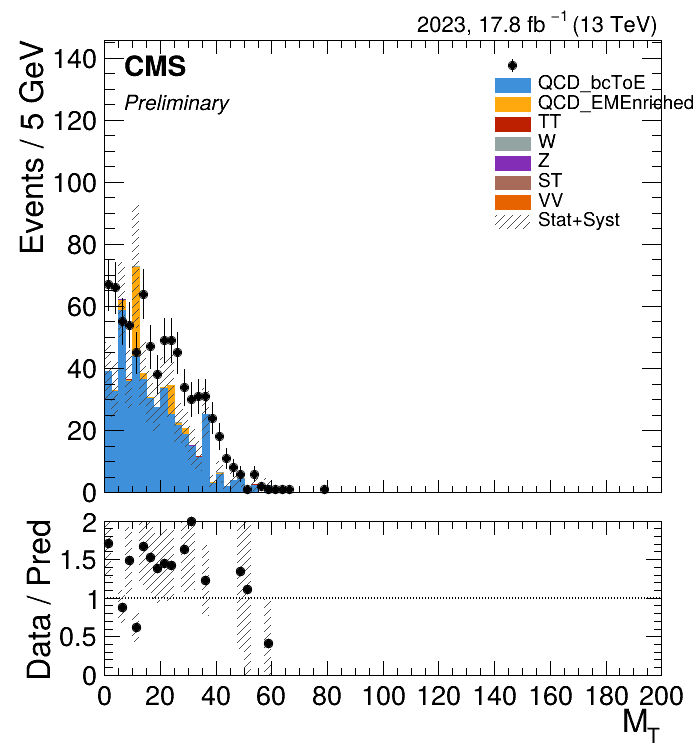 2023, 17.8 fb⁻¹ (13 TeV)
Events / 5 GeV
140
120
100
80
60
40
20
0
CMS
Preliminary
QCD_bcToE
QCD_EMEnriched
TT
W
Z
ST
VV
Stat+Syst
Data / Pred
2
1.5
1
0.5
0
0 20 40 60 80 100 120 140 160 180 200
M_T